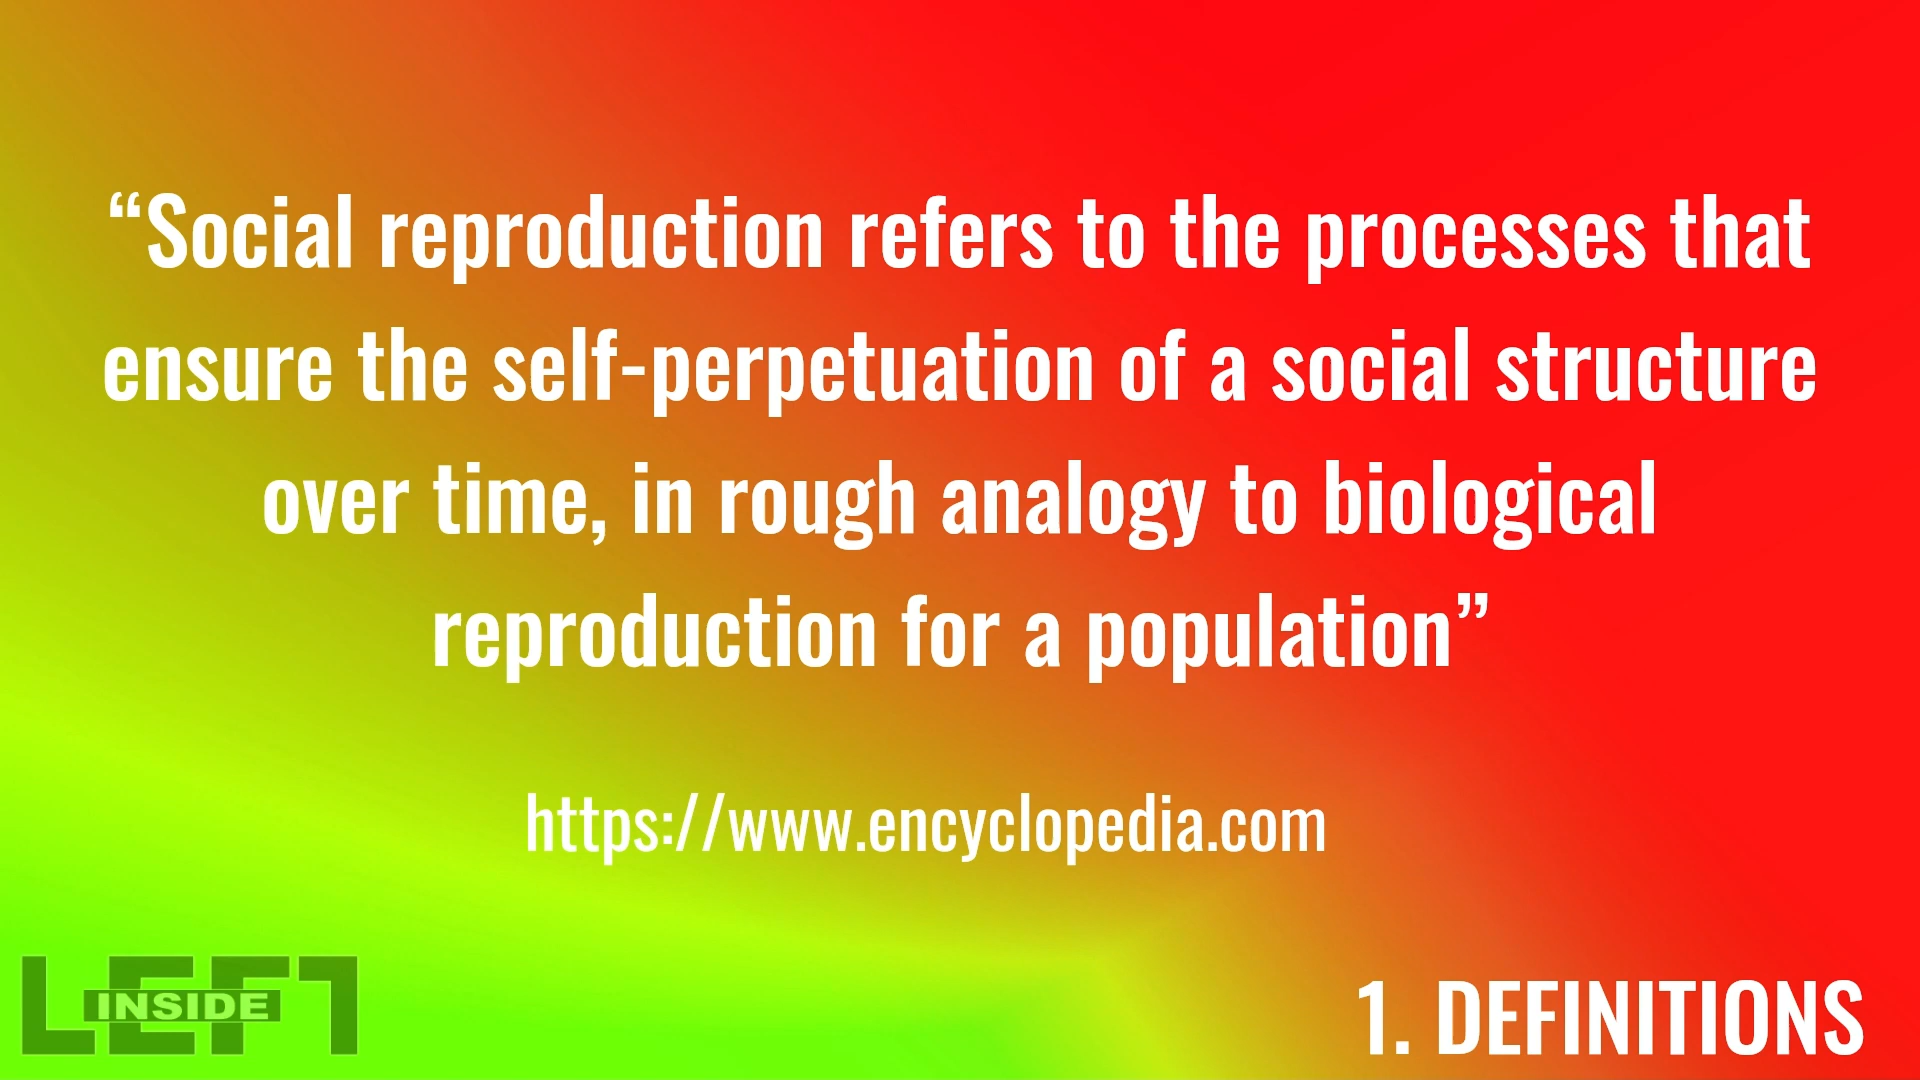 “Social reproduction refers to the processes that
ensure the self-perpetuation of a social structure
over time, in rough analogy to biological
reproduction for a population”
https://www.encyclopedia.com
LEFT
INSIDE
1. DEFINITIONS